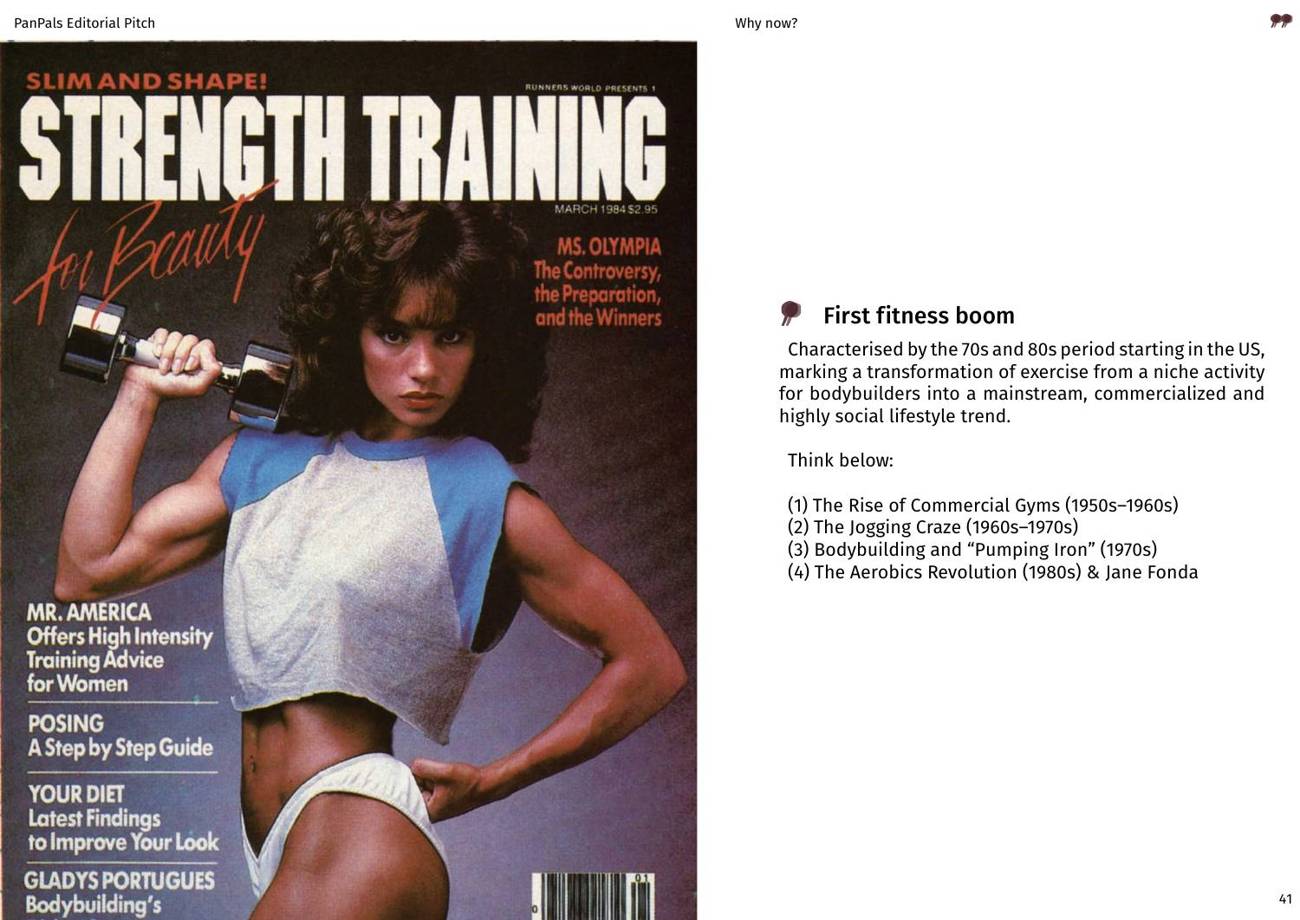 PanPals Editorial Pitch
Why now?
SLIM AND SHAPE!
RUNNERS WORLD PRESENTS 1
STRENGTH TRAINING
for Beauty
MARCH 1984 $2.95
MS. OLYMPIA
The Controversy,
the Preparation,
and the Winners
MR. AMERICA
Offers High Intensity
Training Advice
for Women
POSING
A Step by Step Guide
YOUR DIET
Latest Findings
to Improve Your Look
GLADYS PORTUGUES
Bodybuilding's
01
0
First fitness boom
Characterised by the 70s and 80s period starting in the US,
marking a transformation of exercise from a niche activity
for bodybuilders into a mainstream, commercialized and
highly social lifestyle trend.
Think below:
(1) The Rise of Commercial Gyms (1950s–1960s)
(2) The Jogging Craze (1960s–1970s)
(3) Bodybuilding and “Pumping Iron” (1970s)
(4) The Aerobics Revolution (1980s) & Jane Fonda
41